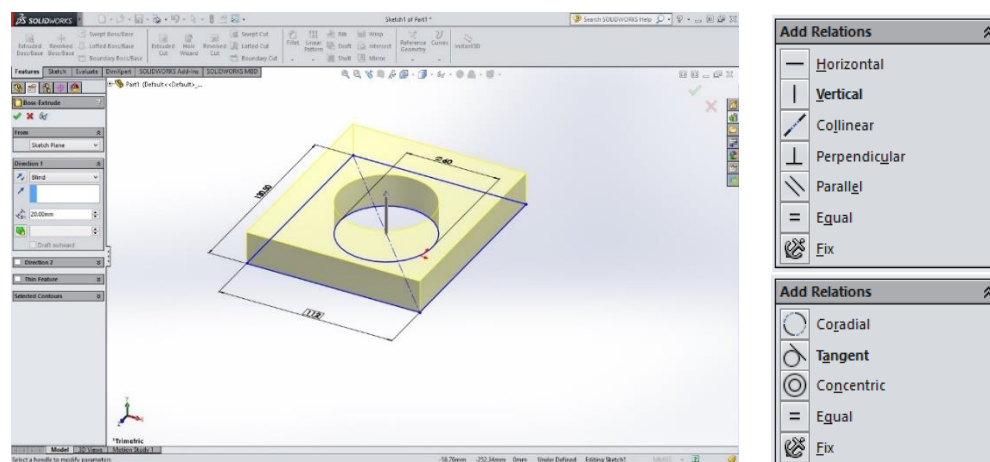 SOLIDWORKS
Sketch1 of Part1 *
Search SOLIDWORKS Help
Extruded Boss/Base
Revolved Boss/Base
Swept Boss/Base
Lofted Boss/Base
Boundary Boss/Base
Extruded Cut
Hole Wizard
Revolved Cut
Swept Cut
Lofted Cut
Boundary Cut
Fillet
Linear Pattern
Rib
Draft
Shell
Wrap
Intersect
Mirror
Reference Geometry
Curves
Instant3D
Features Sketch Evaluate DimXpert SOLIDWORKS Add-Ins SOLIDWORKS MBD
Part1 (Default<<Default>_...
Boss-Extrude
From
Sketch Plane
Direction 1
Blind
20.00mm
Draft outward
Direction 2
Thin Feature
Selected Contours
*Trimetric
Model 3D Views Motion Study 1
Select a handle to modify parameters
-252.34mm 0mm Under Defined Editing Sketch1
Add Relations
Horizontal
Vertical
Collinear
Perpendicular
Parallel
Equal
Fix
Add Relations
Coradial
Tangent
Concentric
Equal
Fix